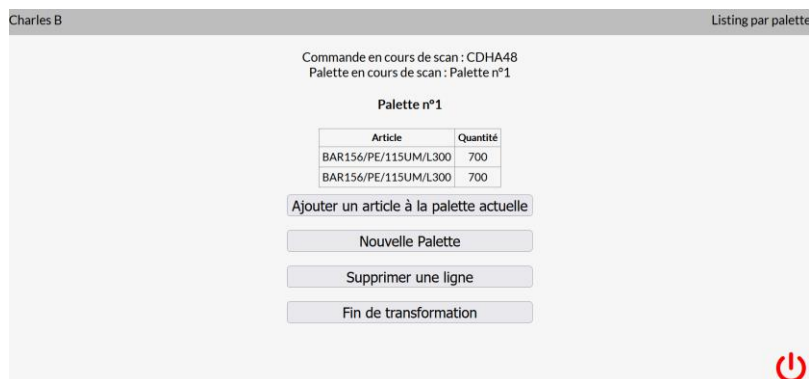 Charles B
Listing par palette
Commande en cours de scan : CDHA48
Palette en cours de scan : Palette n°1
Palette n°1
Article Quantité
BAR156/PE/115UM/L300 700
BAR156/PE/115UM/L300 700
Ajouter un article à la palette actuelle
Nouvelle Palette
Supprimer une ligne
Fin de transformation